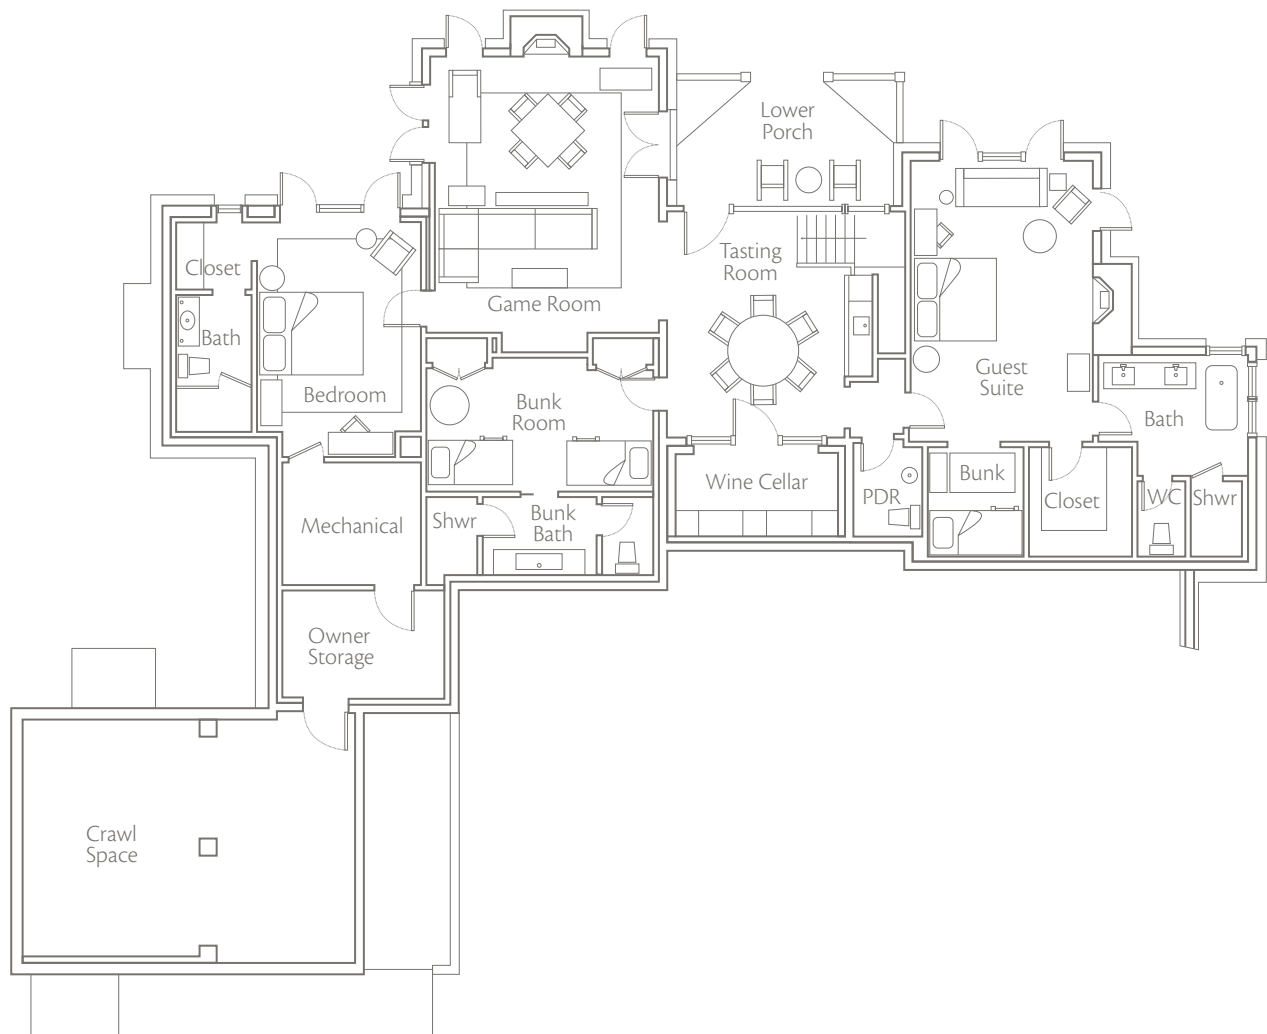 Lower
Porch
Tasting
Room
Closet
Game Room
Bath
Bedroom
Guest
Suite
Bunk
Room
Bath
Wine Cellar
PDR
Bunk
Closet
WC
Shwr
Mechanical
Shwr
Bunk
Bath
Owner
Storage
Crawl
Space